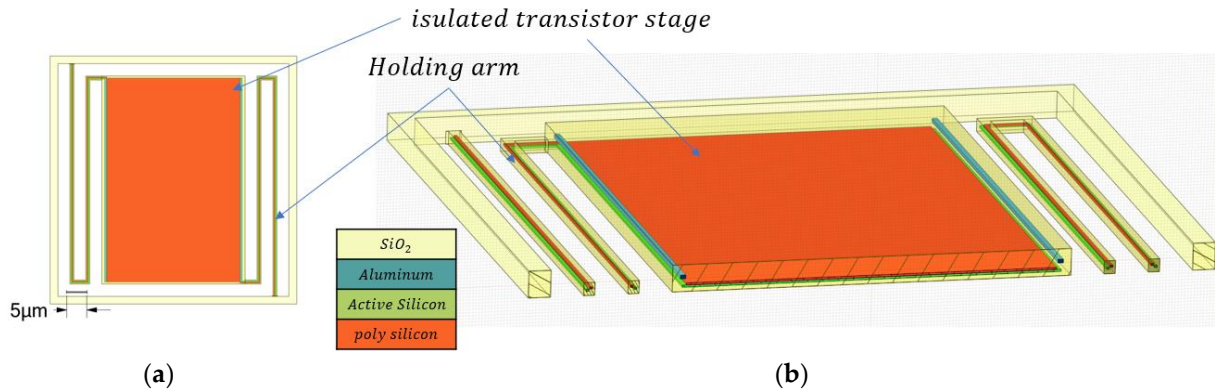 isulated transistor stage
Holding arm
5μm
SiO₂
Aluminum
Active Silicon
poly silicon
(a)
(b)